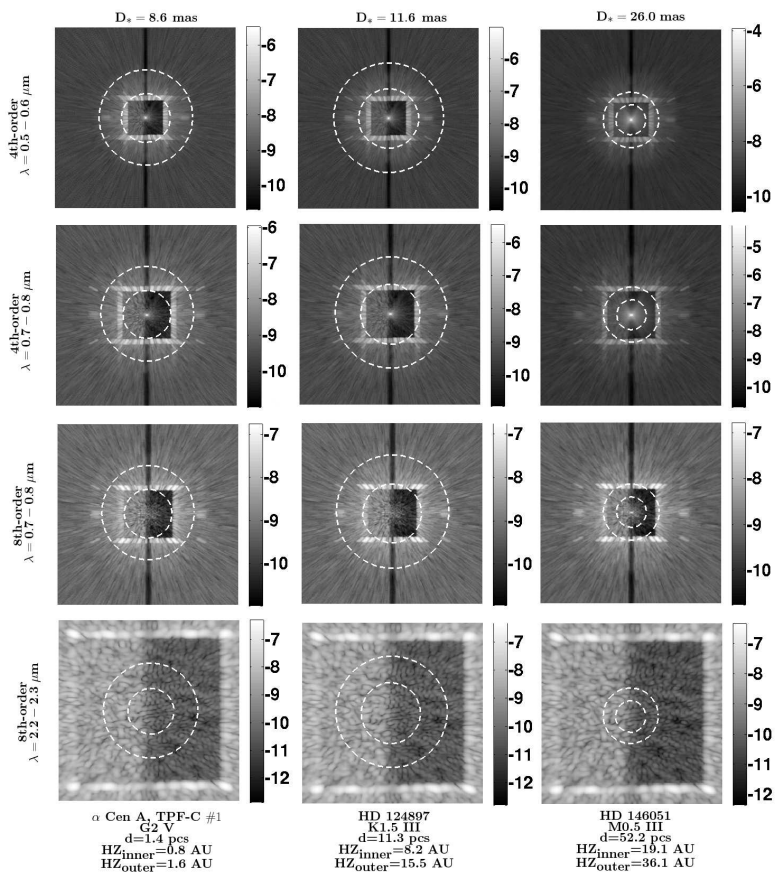 D* = 8.6 mas
D* = 11.6 mas
D* = 26.0 mas
4th-order
λ = 0.5 − 0.6 μm
-6
-7
-8
-9
-10
-6
-7
-8
-9
-10
-4
-6
-8
-10
4th-order
λ = 0.7 − 0.8 μm
-6
-7
-8
-9
-10
-6
-7
-8
-9
-10
-5
-6
-7
-8
-9
-10
8th-order
λ = 0.7 − 0.8 μm
-7
-8
-9
-10
-7
-8
-9
-10
-7
-8
-9
-10
8th-order
λ = 2.2 − 2.3 μm
-7
-8
-9
-10
-11
-12
-7
-8
-9
-10
-11
-12
-7
-8
-9
-10
-11
-12
α Cen A, TPF-C #1
G2 V
d=1.4 pcs
HZinner=0.8 AU
HZouter=1.6 AU
HD 124897
K1.5 III
d=11.3 pcs
HZinner=8.2 AU
HZouter=15.5 AU
HD 146051
M0.5 III
d=52.2 pcs
HZinner=19.1 AU
HZouter=36.1 AU